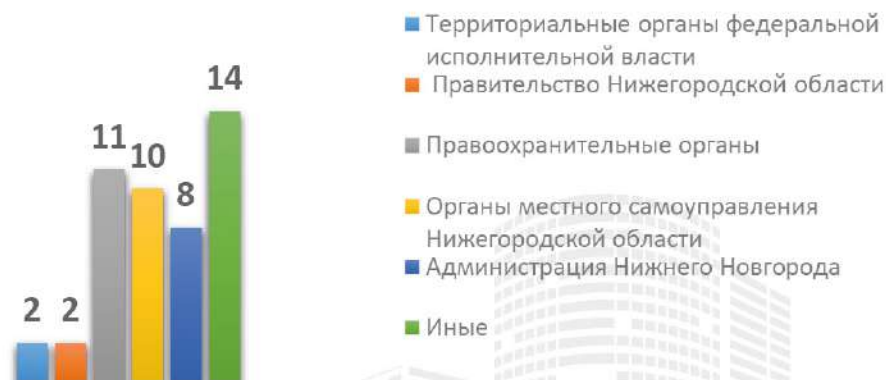 Территориальные органы федеральной
исполнительной власти
Правительство Нижегородской области
Правоохранительные органы
Органы местного самоуправления
Нижегородской области
Администрация Нижнего Новгорода
Иные
2 2 11 10 8 14